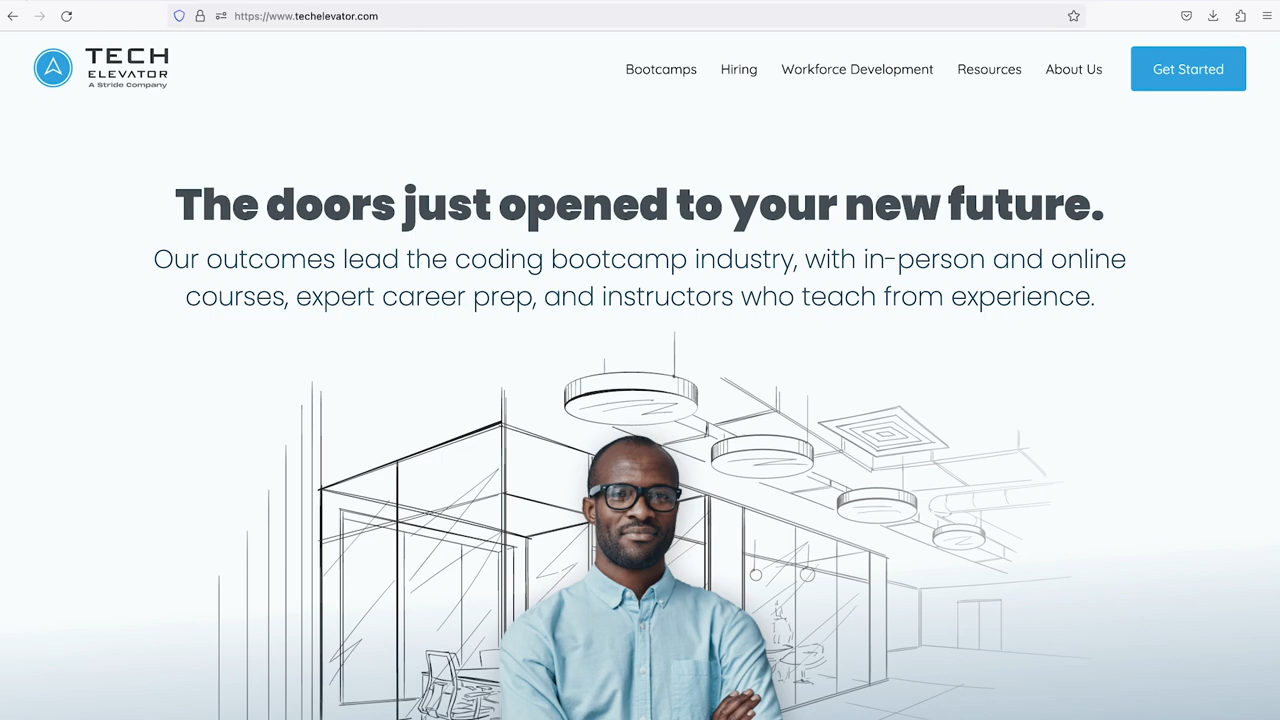 https://www.techelevator.com
TECH
ELEVATOR
A Stride Company
Bootcamps
Hiring
Workforce Development
Resources
About Us
Get Started
The doors just opened to your new future.
Our outcomes lead the coding bootcamp industry, with in-person and online
courses, expert career prep, and instructors who teach from experience.